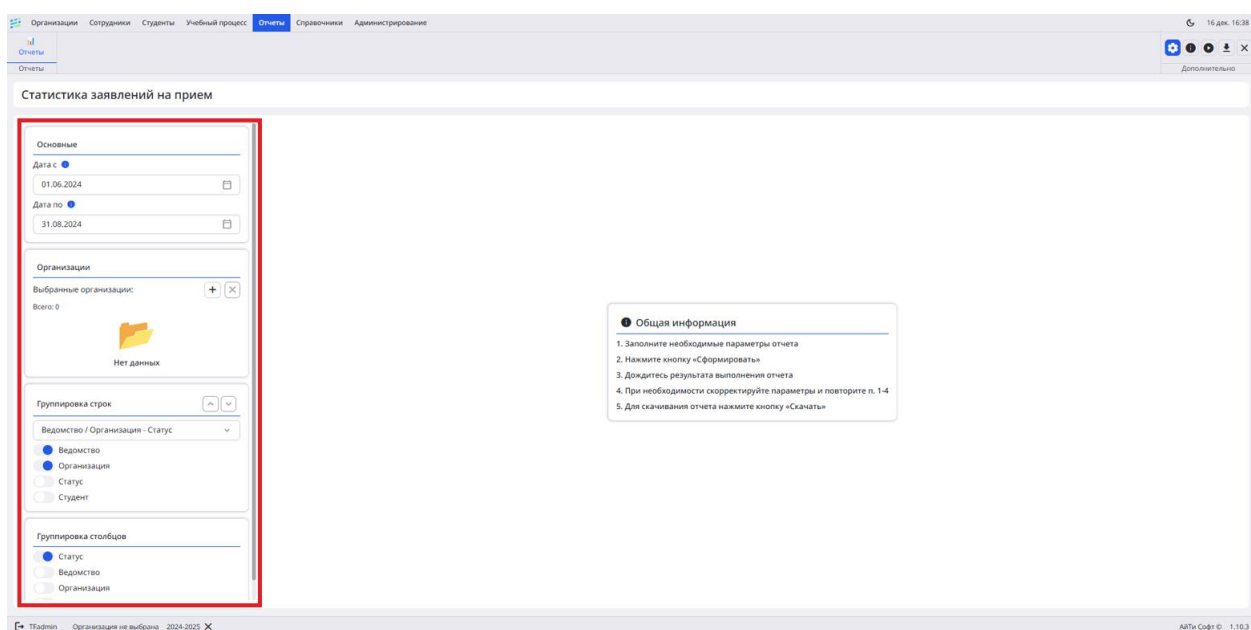 Организации Сотрудники Студенты Учебный процесс Отчеты Справочники Администрирование 16 дек. 16:38
Отчеты
Отчеты Дополнительно
Статистика заявлений на прием
Основные
Дата с
01.06.2024
Дата по
31.08.2024
Организации
Выбранные организации:
Всего: 0
Нет данных
Группировка строк
Ведомство / Организация - Статус
Ведомство
Организация
Статус
Студент
Группировка столбцов
Статус
Ведомство
Организация
Общая информация
1. Заполните необходимые параметры отчета
2. Нажмите кнопку «Сформировать»
3. Дождитесь результата выполнения отчета
4. При необходимости скорректируйте параметры и повторите п. 1-4
5. Для скачивания отчета нажмите кнопку «Скачать»
TFadmin Организация не выбрана 2024-2025 АйТи Софт © 1.10.3